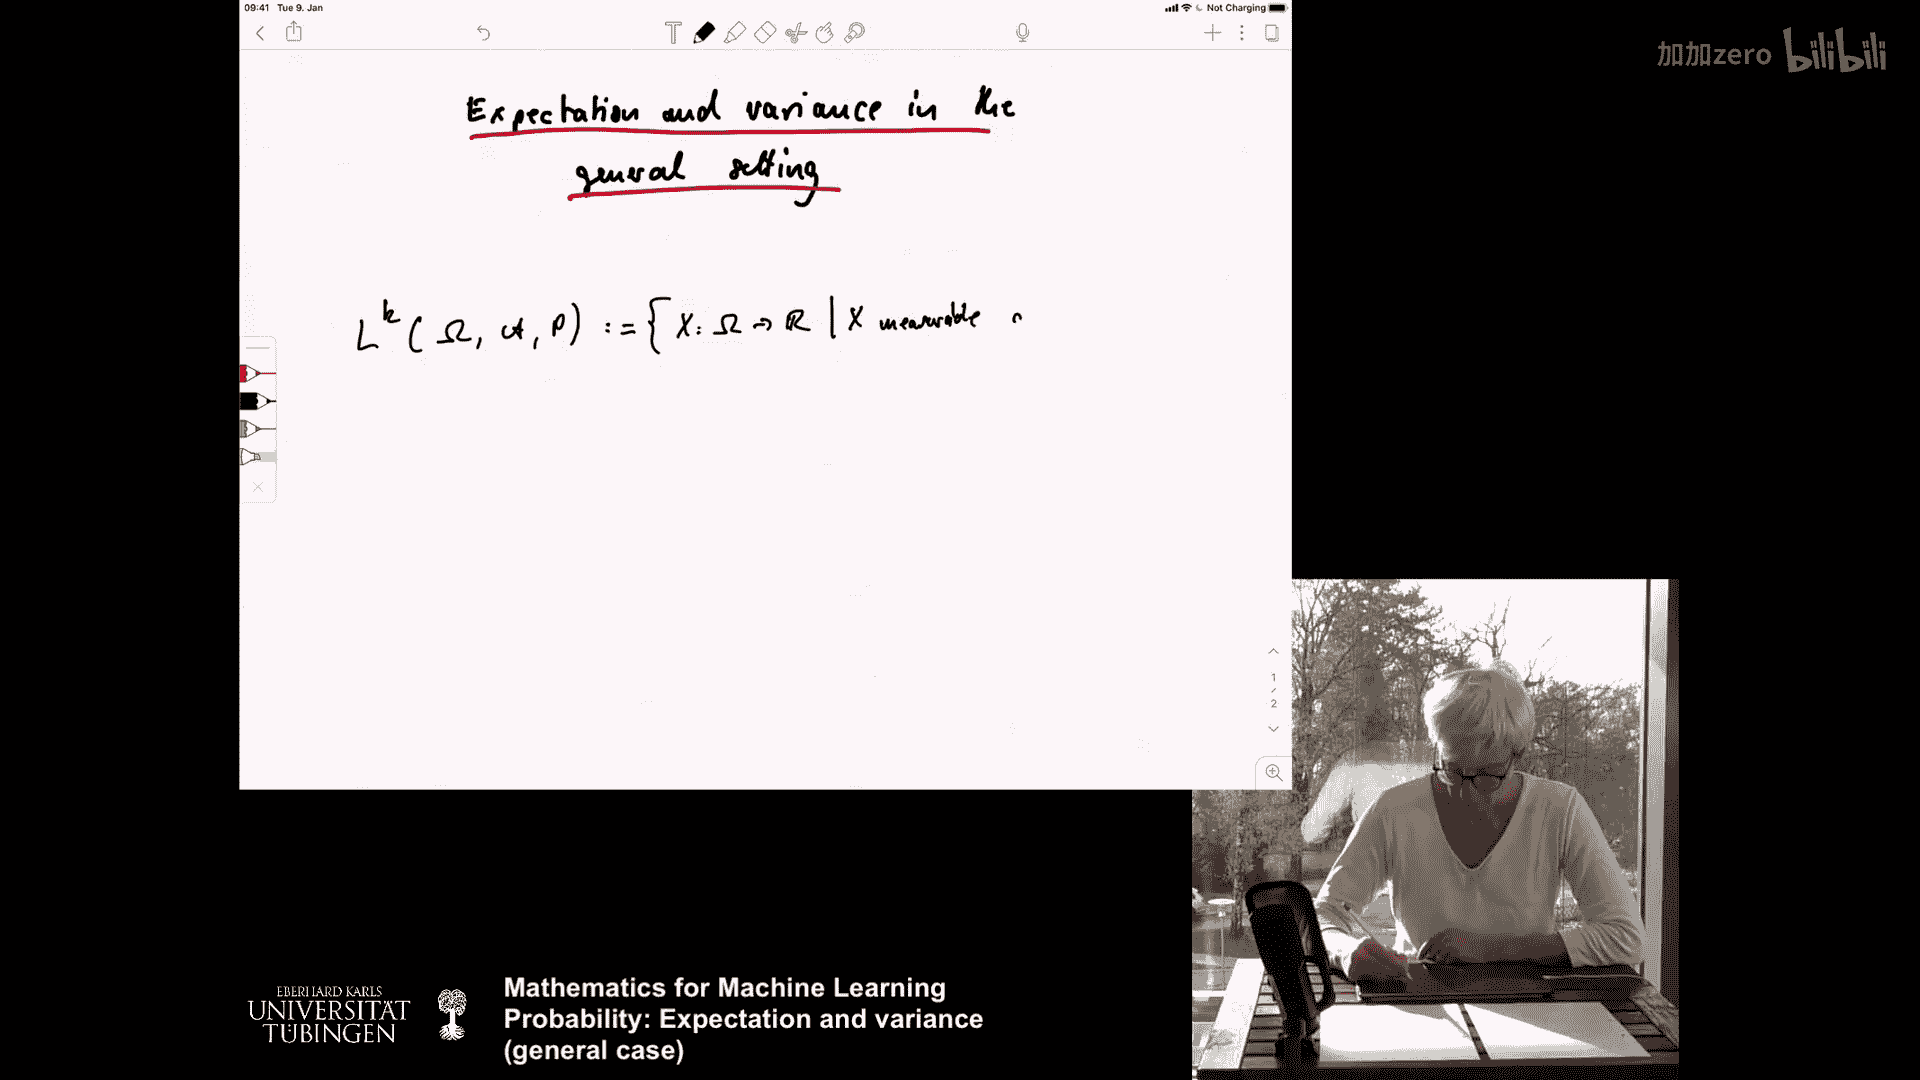 09:41 Tue 9. Jan
Not Charging
加加zero bilibili
T
Expectation and variance in the
general setting
L^k (Ω, 𝒜, P) := { X: Ω → ℝ | X measurable
1
/
2
EBERHARD KARLS
UNIVERSITÄT
TÜBINGEN
Mathematics for Machine Learning
Probability: Expectation and variance
(general case)